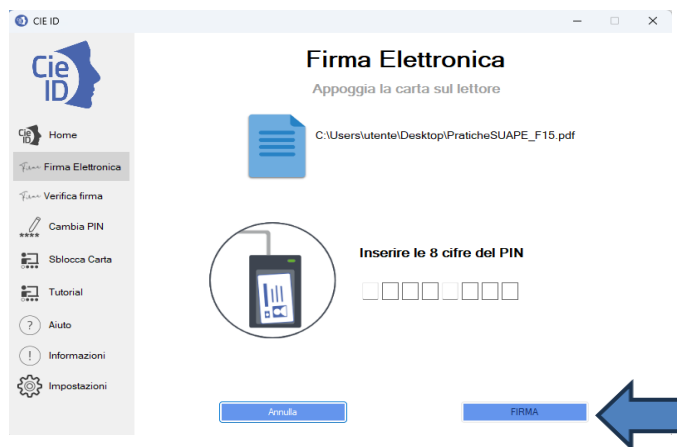 CIE ID
Cie
ID
Firma Elettronica
Appoggia la carta sul lettore
C:\Users\utente\Desktop\PraticheSUAPE_F15.pdf
Home
Firma Elettronica
Verifica firma
Cambia PIN
Sblocca Carta
Tutorial
Aiuto
Informazioni
Impostazioni
Inserire le 8 cifre del PIN
Annulla
FIRMA